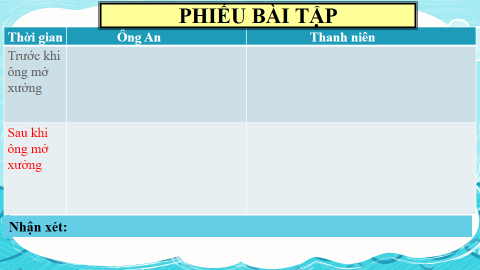 PHIẾU BÀI TẬP
Thời gian Ông An Thanh niên
Trước khi
ông mở
xưởng
Sau khi
ông mở
xưởng
Nhận xét: